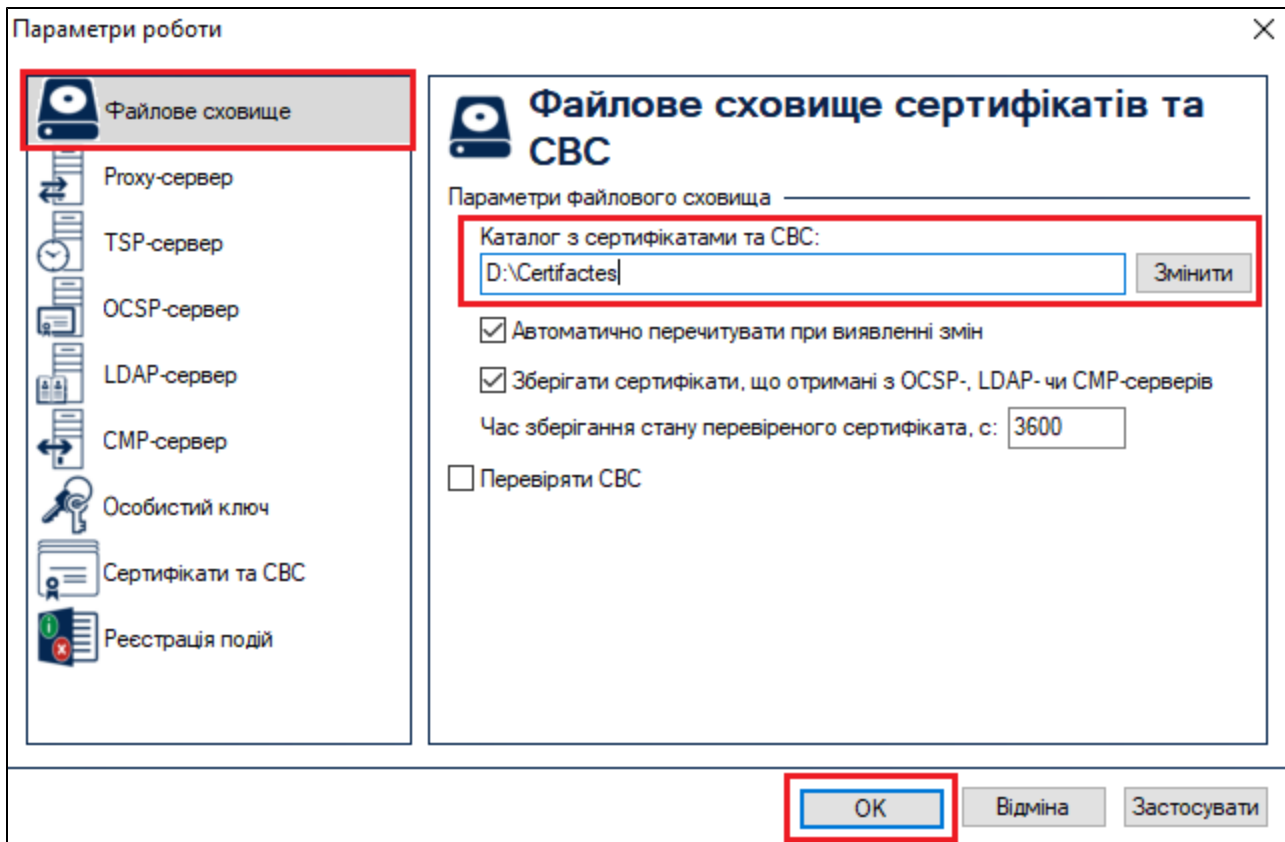 Параметри роботи
Файлове сховище
Proxy-сервер
TSP-сервер
OCSP-сервер
LDAP-сервер
CMP-сервер
Особистий ключ
Сертифікати та СВС
Реєстрація подій
Файлове сховище сертифікатів та
СВС
Параметри файлового сховища
Каталог з сертифікатами та СВС:
D:\Certifactes
Змінити
Автоматично перечитувати при виявленні змін
Зберігати сертифікати, що отримані з OCSP-, LDAP- чи CMP-серверів
Час зберігання стану перевіреного сертифіката, с: 3600
Перевіряти СВС
OK
Відміна
Застосувати